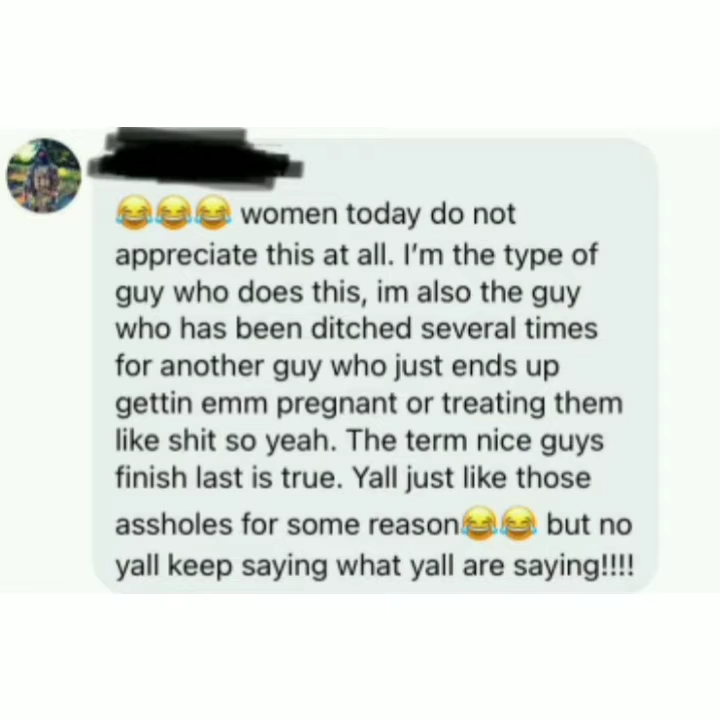 😂😂😂 women today do not
appreciate this at all. I'm the type of
guy who does this, im also the guy
who has been ditched several times
for another guy who just ends up
gettin emm pregnant or treating them
like shit so yeah. The term nice guys
finish last is true. Yall just like those
assholes for some reason😂😂 but no
yall keep saying what yall are saying!!!!